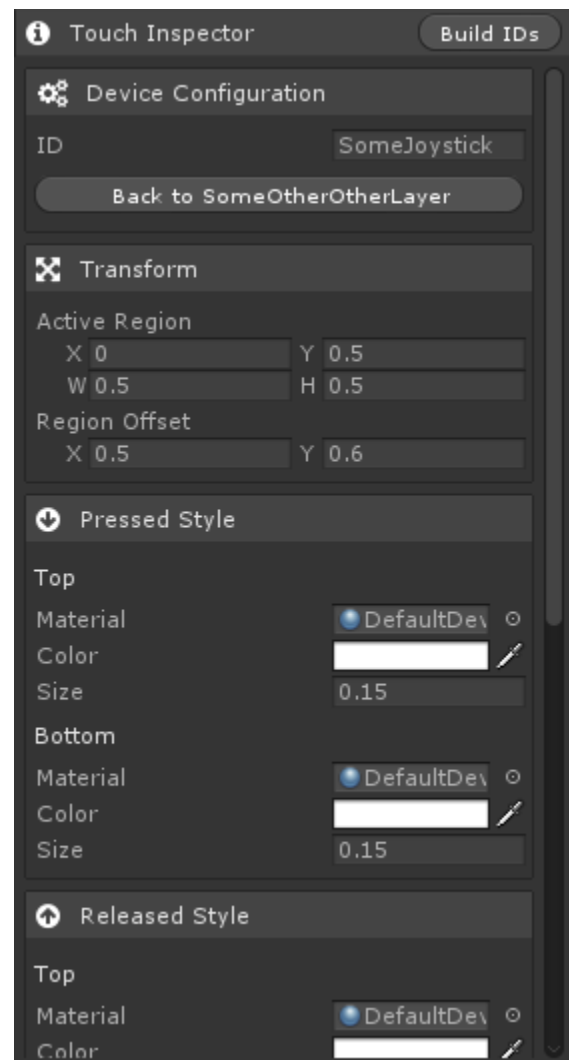 Touch Inspector Build IDs
Device Configuration
ID SomeJoystick
Back to SomeOtherOtherLayer
Transform
Active Region
X 0 Y 0.5
W 0.5 H 0.5
Region Offset
X 0.5 Y 0.6
Pressed Style
Top
Material DefaultDev
Color
Size 0.15
Bottom
Material DefaultDev
Color
Size 0.15
Released Style
Top
Material DefaultDev
Color